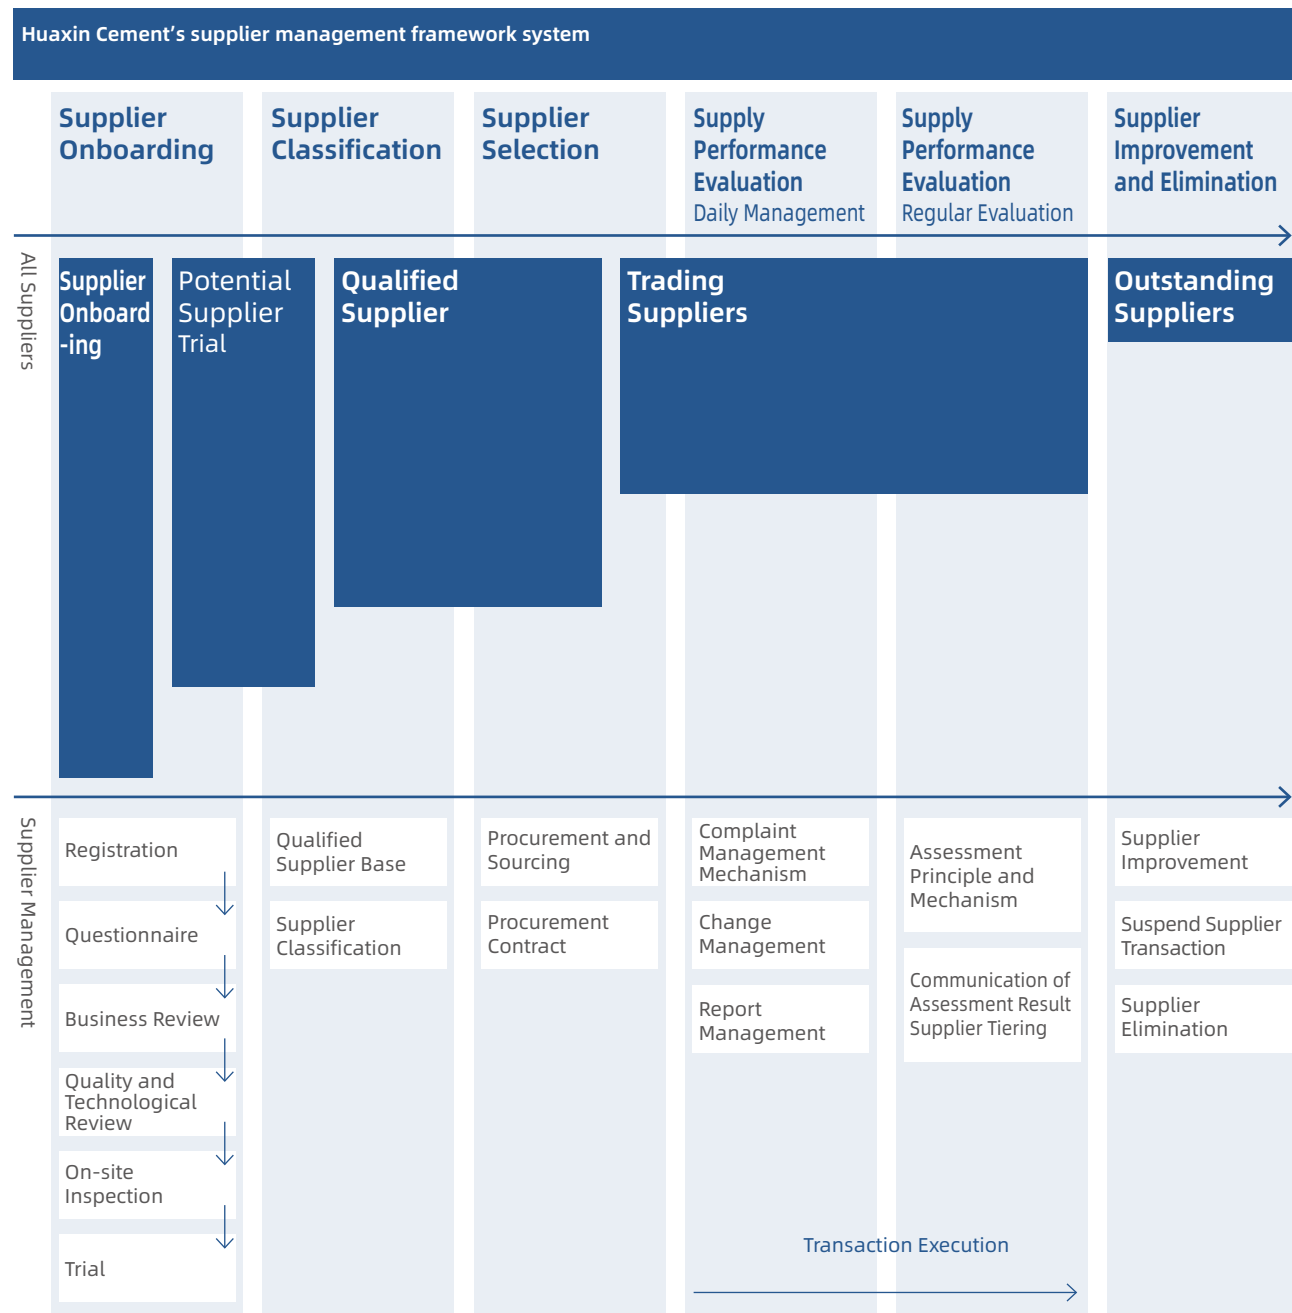 Huaxin Cement’s supplier management framework system
Supplier
Onboarding
Supplier
Classification
Supplier
Selection
Supply
Performance
Evaluation
Daily Management
Supply
Performance
Evaluation
Regular Evaluation
Supplier
Improvement
and Elimination
All Suppliers
Supplier
Onboard
-ing
Potential
Supplier
Trial
Qualified
Supplier
Trading
Suppliers
Outstanding
Suppliers
Supplier Management
Registration
Questionnaire
Business Review
Quality and
Technological
Review
On-site
Inspection
Trial
Qualified
Supplier Base
Supplier
Classification
Procurement and
Sourcing
Procurement
Contract
Complaint
Management
Mechanism
Change
Management
Report
Management
Assessment
Principle and
Mechanism
Communication of
Assessment Result
Supplier Tiering
Supplier
Improvement
Suspend Supplier
Transaction
Supplier
Elimination
Transaction Execution